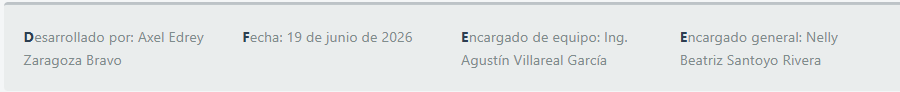 Desarrollado por: Axel Edrey
Zaragoza Bravo
Fecha: 19 de junio de 2026
Encargado de equipo: Ing.
Agustín Villareal García
Encargado general: Nelly
Beatriz Santoyo Rivera